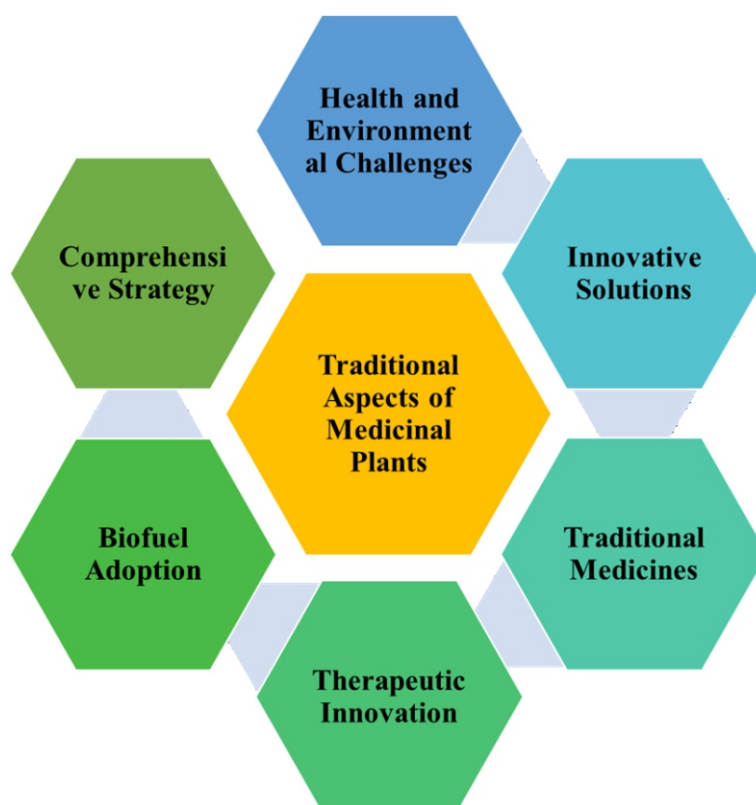 Health and
Environment
al Challenges
Innovative
Solutions
Traditional
Medicines
Therapeutic
Innovation
Biofuel
Adoption
Comprehensi
ve Strategy
Traditional
Aspects of
Medicinal
Plants